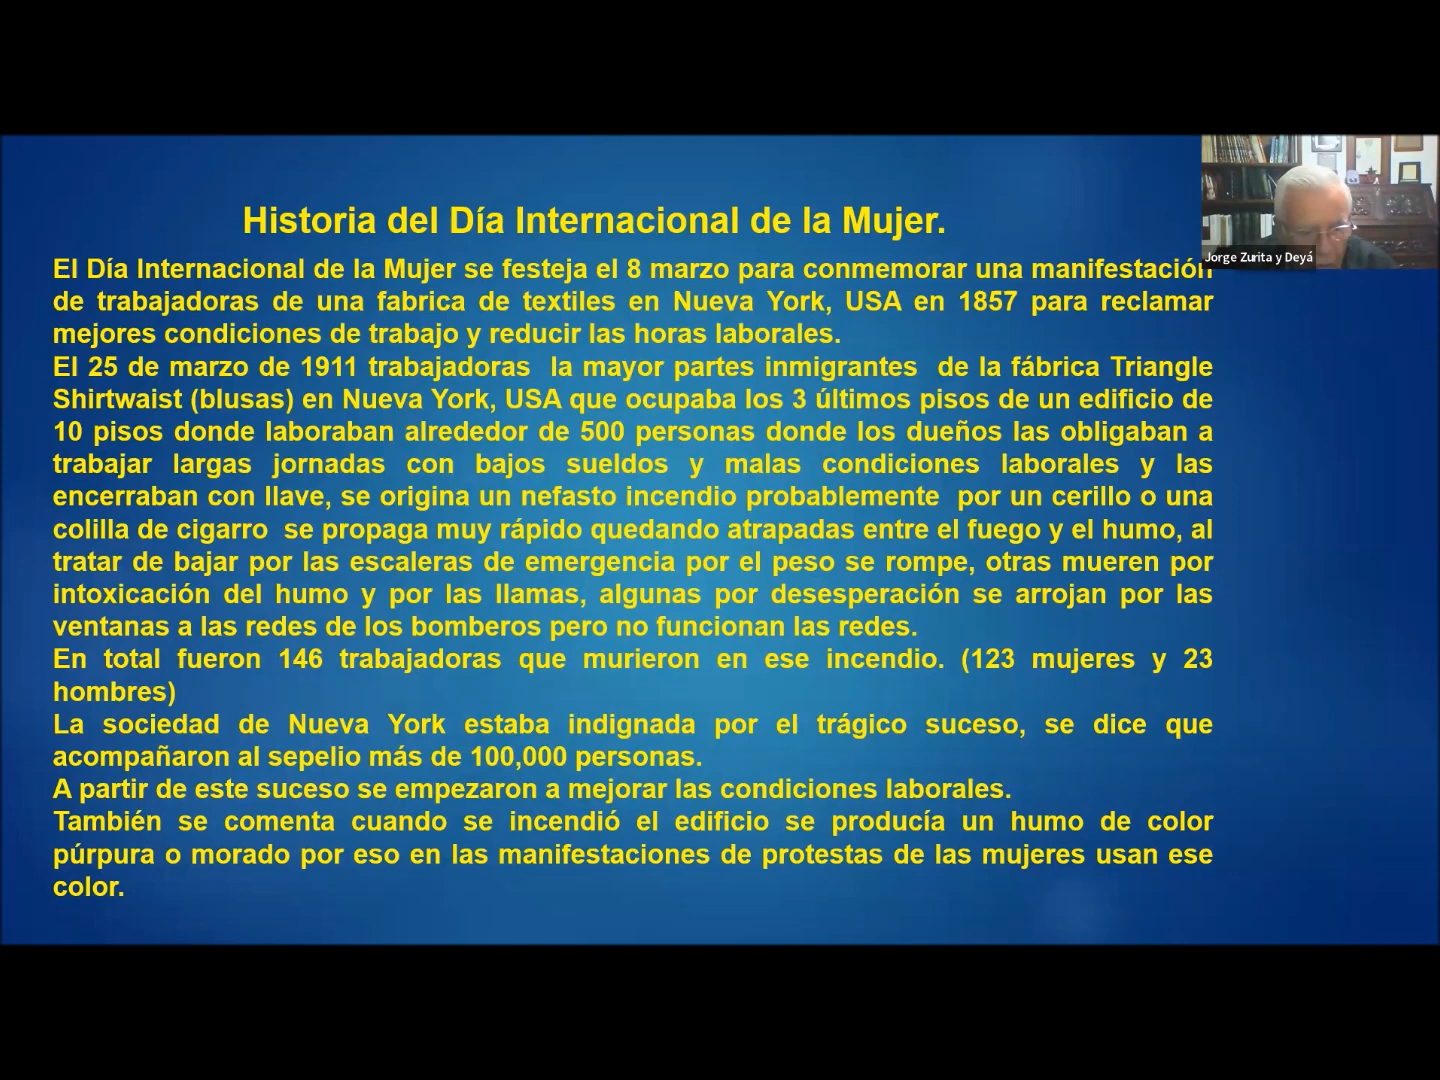 Historia del Día Internacional de la Mujer.
El Día Internacional de la Mujer se festeja el 8 marzo para conmemorar una manifestación
de trabajadoras de una fabrica de textiles en Nueva York, USA en 1857 para reclamar
mejores condiciones de trabajo y reducir las horas laborales.
El 25 de marzo de 1911 trabajadoras  la mayor partes inmigrantes  de la fábrica Triangle
Shirtwaist (blusas) en Nueva York, USA que ocupaba los 3 últimos pisos de un edificio de
10 pisos donde laboraban alrededor de 500 personas donde los dueños las obligaban a
trabajar largas jornadas con bajos sueldos y malas condiciones laborales y las
encerraban con llave, se origina un nefasto incendio probablemente  por un cerillo o una
colilla de cigarro  se propaga muy rápido quedando atrapadas entre el fuego y el humo, al
tratar de bajar por las escaleras de emergencia por el peso se rompe, otras mueren por
intoxicación del humo y por las llamas, algunas por desesperación se arrojan por las
ventanas a las redes de los bomberos pero no funcionan las redes.
En total fueron 146 trabajadoras que murieron en ese incendio. (123 mujeres y 23
hombres)
La sociedad de Nueva York estaba indignada por el trágico suceso, se dice que
acompañaron al sepelio más de 100,000 personas.
A partir de este suceso se empezaron a mejorar las condiciones laborales.
También se comenta cuando se incendió el edificio se producía un humo de color
púrpura o morado por eso en las manifestaciones de protestas de las mujeres usan ese
color.
Jorge Zurita y Deyá